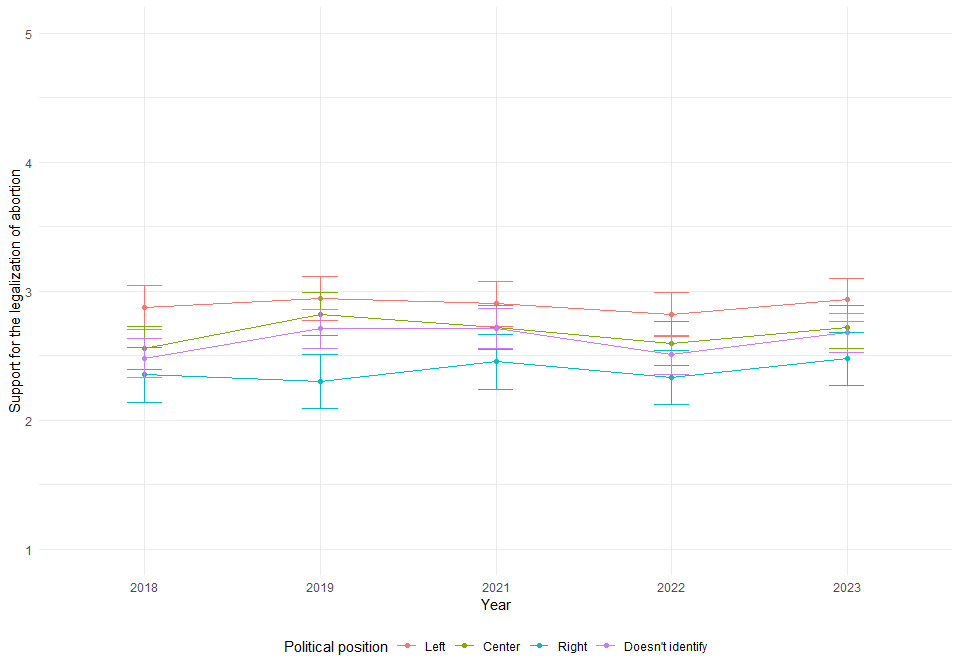 Support for the legalization of abortion
5
4
3
2
1
2018 2019 2021 2022 2023
Year
Political position Left Center Right Doesn't identify